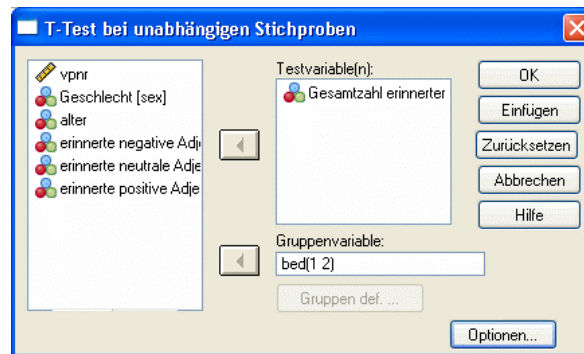 T-Test bei unabhängigen Stichproben
vpnr
Geschlecht [sex]
alter
erinnerte negative Adj
erinnerte neutrale Adje
erinnerte positive Adje
Testvariable(n):
Gesamtzahl erinnerter
Gruppenvariable:
bed(1 2)
Gruppen def. ...
OK
Einfügen
Zurücksetzen
Abbrechen
Hilfe
Optionen...